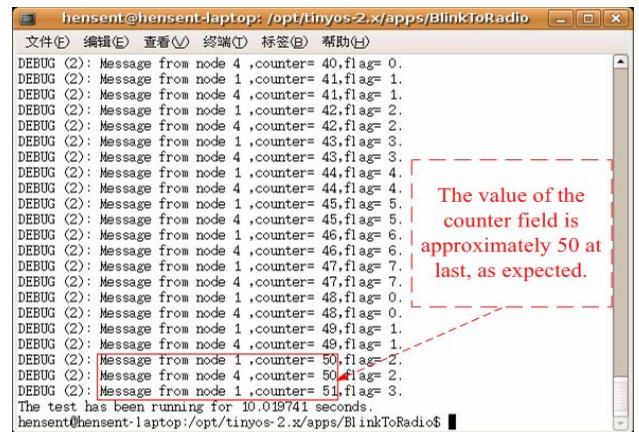 hensent@hensent-laptop: /opt/tinyos-2.x/apps/BlinkToRadio
文件(F) 编辑(E) 查看(V) 终端(T) 标签(B) 帮助(H)
DEBUG (2): Message from node 4 ,counter= 40,flag= 0.
DEBUG (2): Message from node 1 ,counter= 41,flag= 1.
DEBUG (2): Message from node 4 ,counter= 41,flag= 1.
DEBUG (2): Message from node 1 ,counter= 42,flag= 2.
DEBUG (2): Message from node 4 ,counter= 42,flag= 2.
DEBUG (2): Message from node 1 ,counter= 43,flag= 3.
DEBUG (2): Message from node 4 ,counter= 43,flag= 3.
DEBUG (2): Message from node 1 ,counter= 44,flag= 4.
DEBUG (2): Message from node 4 ,counter= 44,flag= 4.
DEBUG (2): Message from node 1 ,counter= 45,flag= 5.
DEBUG (2): Message from node 4 ,counter= 45,flag= 5.
DEBUG (2): Message from node 1 ,counter= 46,flag= 6.
DEBUG (2): Message from node 4 ,counter= 46,flag= 6.
DEBUG (2): Message from node 1 ,counter= 47,flag= 7.
DEBUG (2): Message from node 4 ,counter= 47,flag= 7.
DEBUG (2): Message from node 1 ,counter= 48,flag= 0.
DEBUG (2): Message from node 4 ,counter= 48,flag= 0.
DEBUG (2): Message from node 1 ,counter= 49,flag= 1.
DEBUG (2): Message from node 4 ,counter= 49,flag= 1.
DEBUG (2): Message from node 1 ,counter= 50,flag= 2.
DEBUG (2): Message from node 4 ,counter= 50,flag= 2.
DEBUG (2): Message from node 1 ,counter= 51,flag= 3.
The test has been running for 10.019741 seconds.
hensent@hensent-laptop:/opt/tinyos-2.x/apps/BlinkToRadio$
The value of the
counter field is
approximately 50 at
last, as expected.